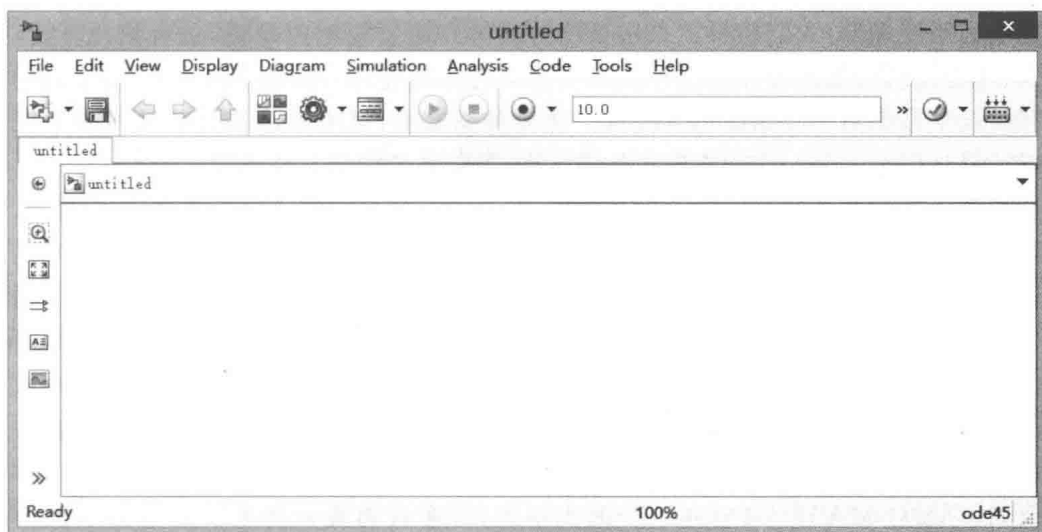 untitled
File Edit View Display Diagram Simulation Analysis Code Tools Help
10.0
untitled
untitled
Ready 100% ode45